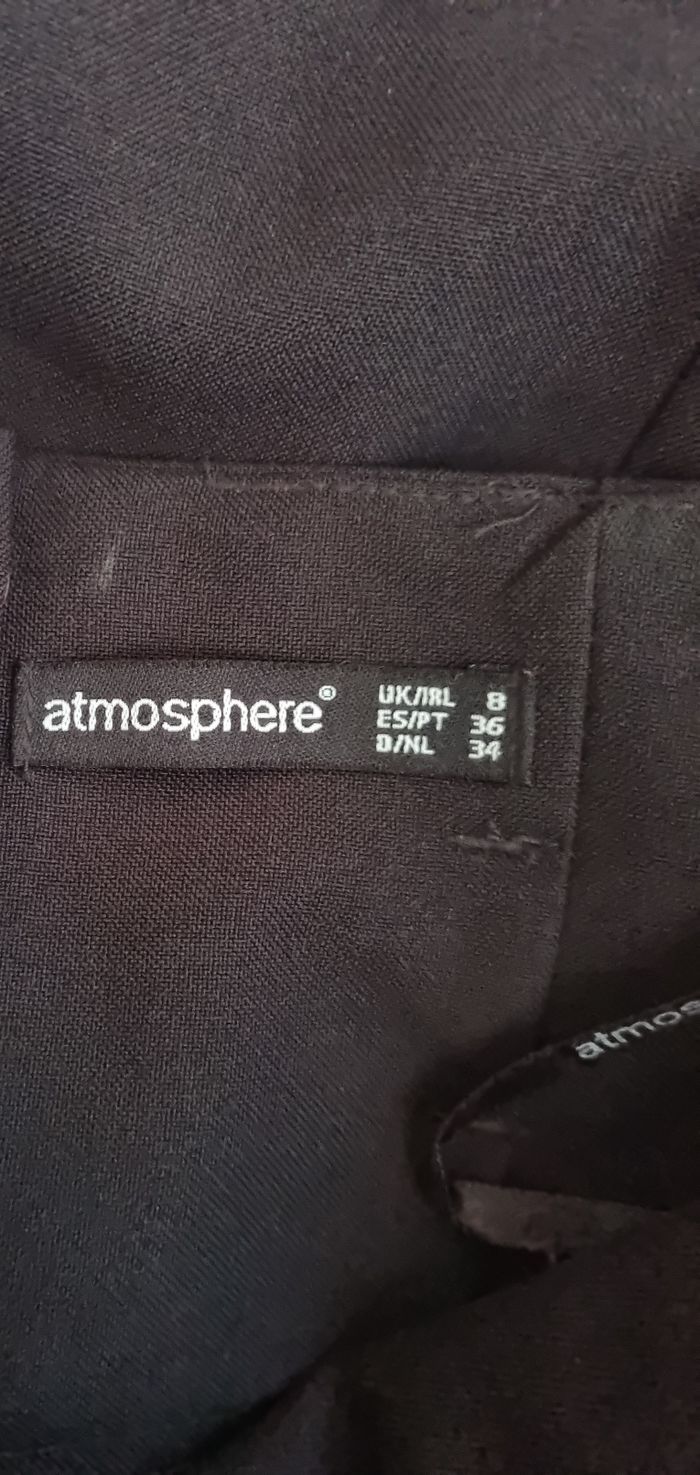 atmosphere®
UK/IRL 8
ES/PT 36
D/NL 34
atmos